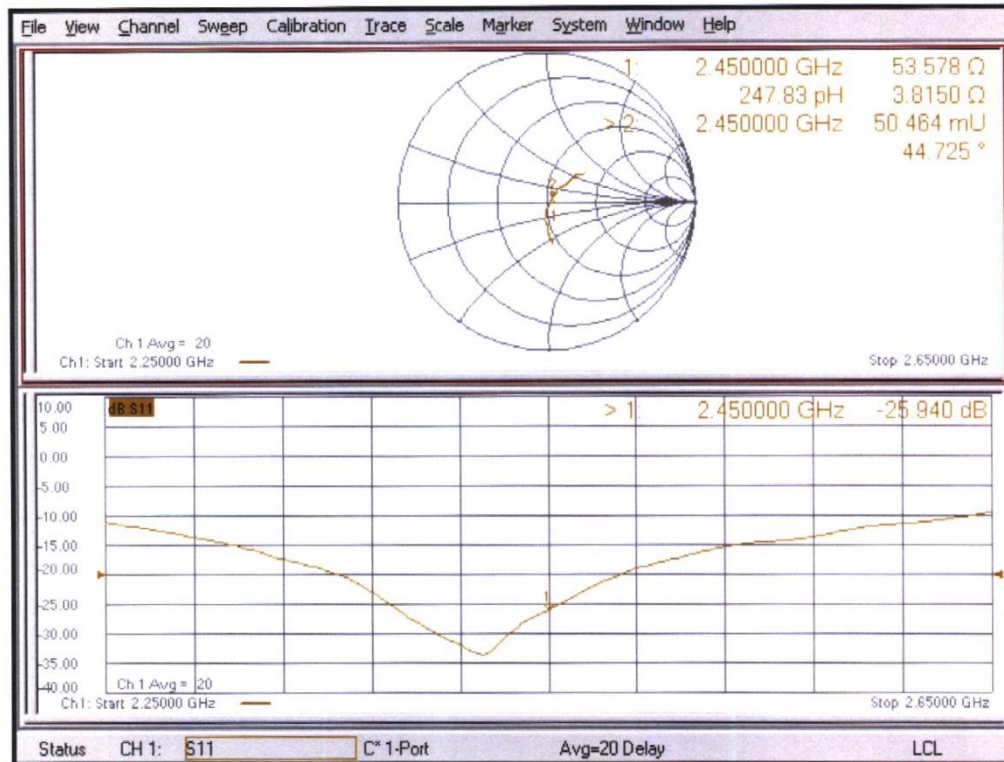 File View Channel Sweep Calibration Trace Scale Marker System Window Help
1: 2.450000 GHz 53.578 Ω
247.83 pH 3.8150 Ω
> 2: 2.450000 GHz 50.464 mU
44.725 °
2
1
Ch 1 Avg = 20
Ch1: Start 2.25000 GHz
Stop 2.65000 GHz
10.00
dB S11
> 1: 2.450000 GHz -25.940 dB
5.00
0.00
-5.00
-10.00
-15.00
-20.00
-25.00
1
-30.00
-35.00
-40.00
Ch 1 Avg = 20
Ch1: Start 2.25000 GHz
Stop 2.65000 GHz
Status CH 1: S11 C* 1-Port Avg=20 Delay LCL